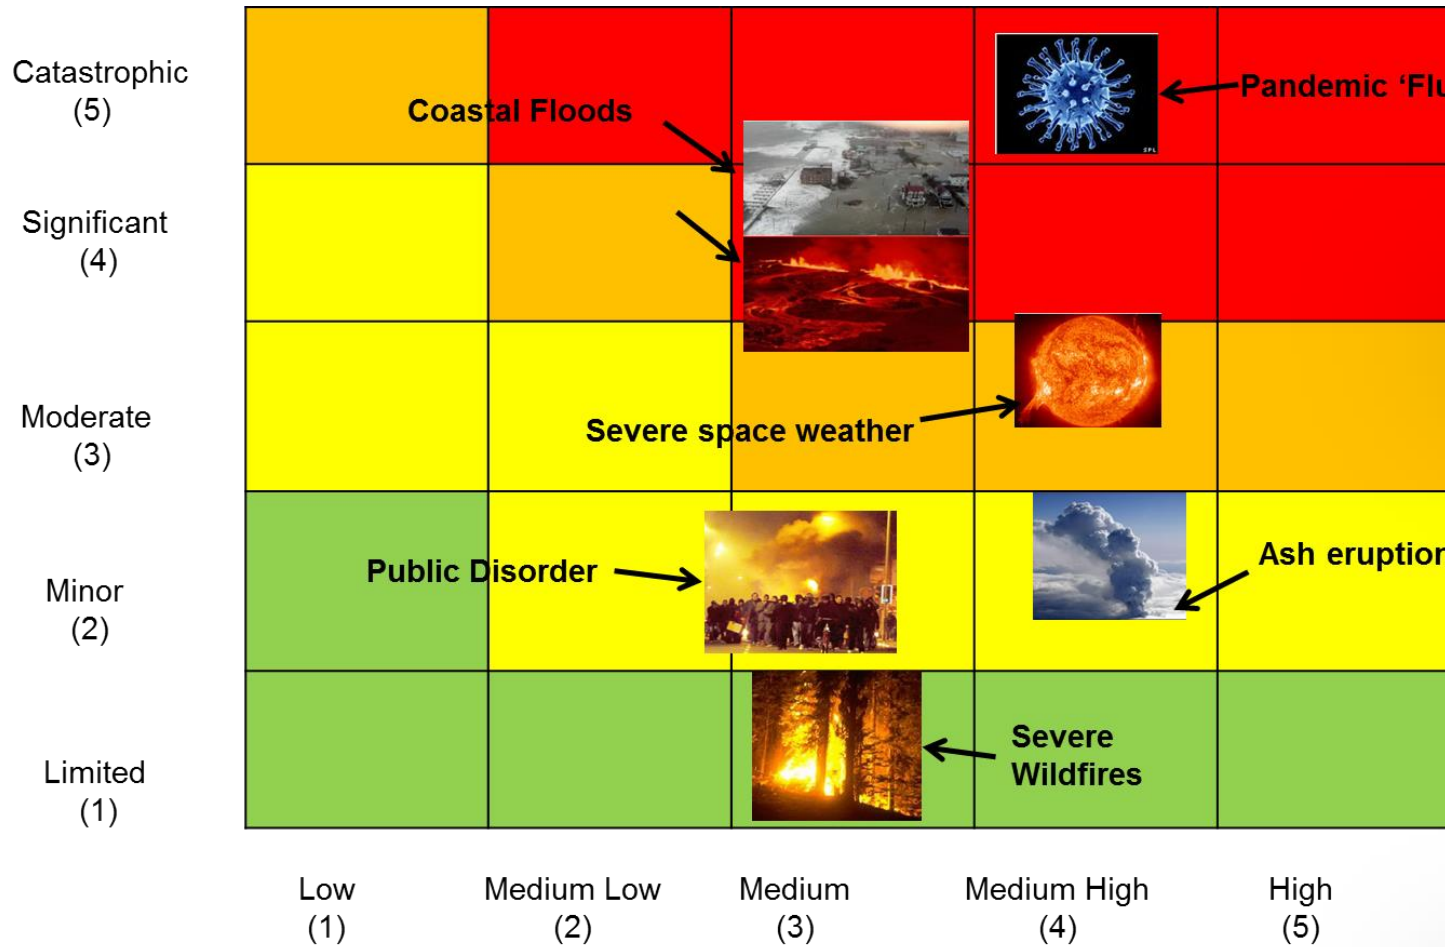 Catastrophic
(5)
Coastal Floods
Pandemic ‘Flu
SPL
Significant
(4)
Moderate
(3)
Severe space weather
Minor
(2)
Public Disorder
Ash eruption
Limited
(1)
Severe
Wildfires
Low
(1)
Medium Low
(2)
Medium
(3)
Medium High
(4)
High
(5)